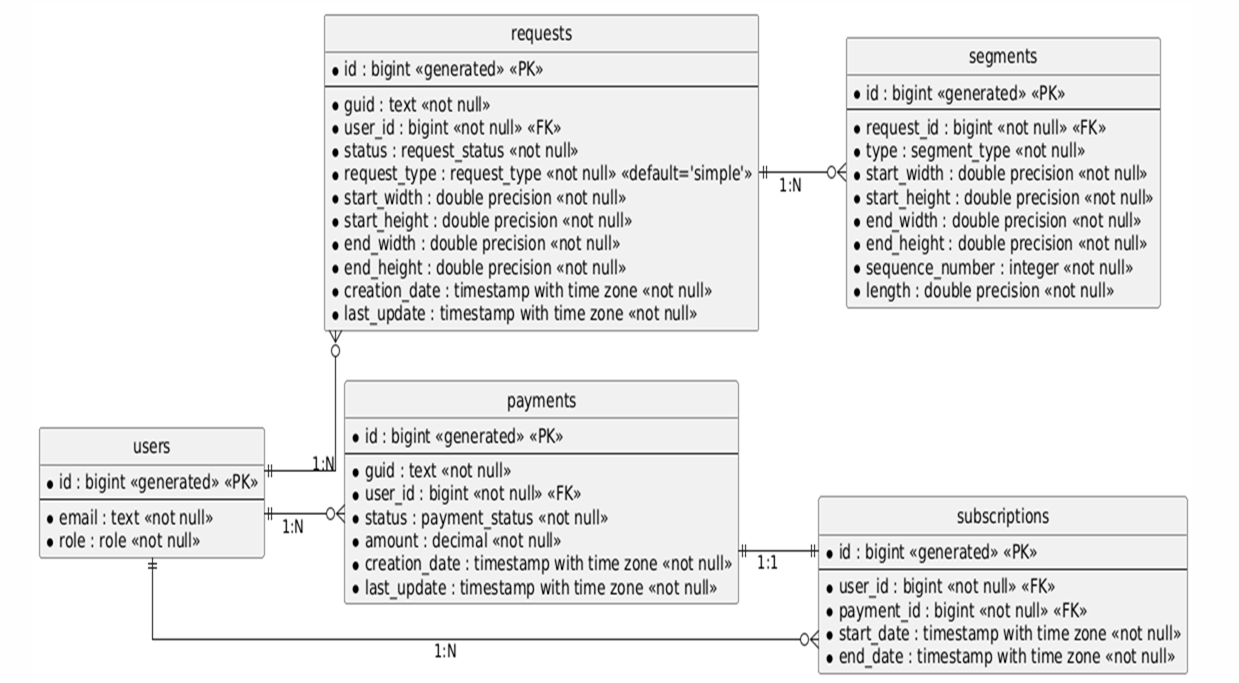 requests
id : bigint «generated» «PK»
guid : text «not null»
user_id : bigint «not null» «FK»
status : request_status «not null»
request_type : request_type «not null» «default='simple'»
start_width : double precision «not null»
start_height : double precision «not null»
end_width : double precision «not null»
end_height : double precision «not null»
creation_date : timestamp with time zone «not null»
last_update : timestamp with time zone «not null»
1:N
segments
id : bigint «generated» «PK»
request_id : bigint «not null» «FK»
type : segment_type «not null»
start_width : double precision «not null»
start_height : double precision «not null»
end_width : double precision «not null»
end_height : double precision «not null»
sequence_number : integer «not null»
length : double precision «not null»
users
id : bigint «generated» «PK»
email : text «not null»
role : role «not null»
1:N
1:N
payments
id : bigint «generated» «PK»
guid : text «not null»
user_id : bigint «not null» «FK»
status : payment_status «not null»
amount : decimal «not null»
creation_date : timestamp with time zone «not null»
last_update : timestamp with time zone «not null»
1:1
subscriptions
id : bigint «generated» «PK»
user_id : bigint «not null» «FK»
payment_id : bigint «not null» «FK»
start_date : timestamp with time zone «not null»
end_date : timestamp with time zone «not null»
1:N